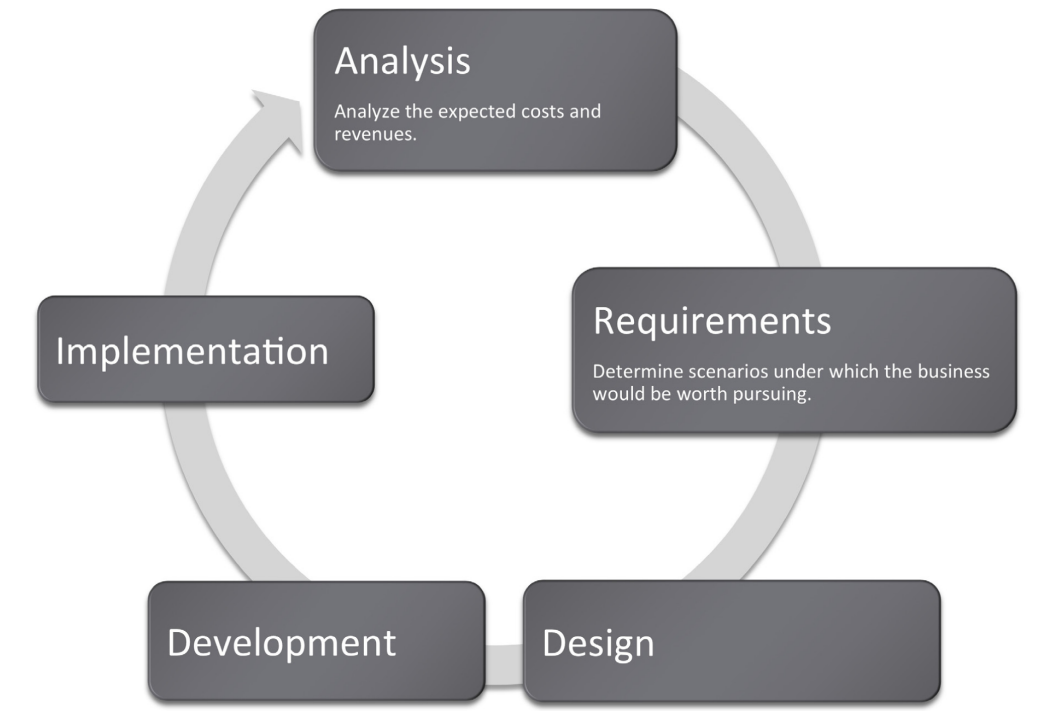 Analysis
Analyze the expected costs and
revenues.
Requirements
Determine scenarios under which the business
would be worth pursuing.
Implementation
Development
Design